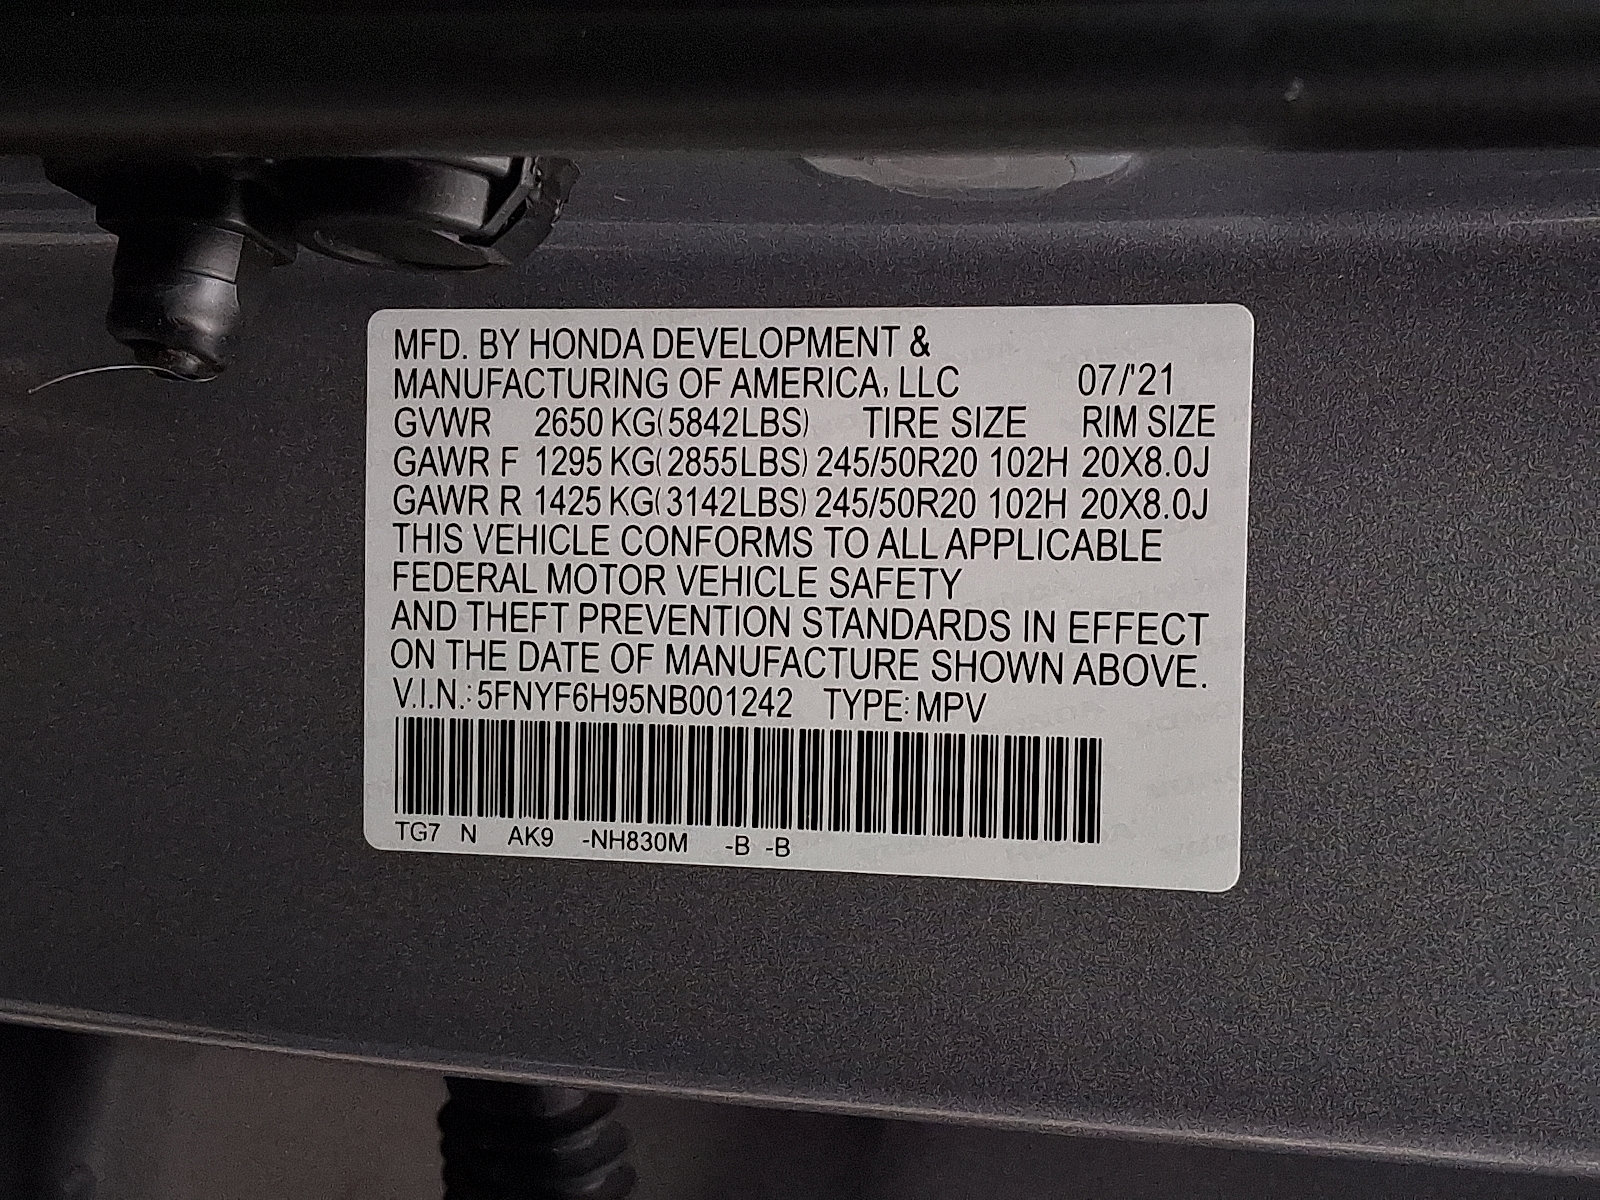 MFD. BY HONDA DEVELOPMENT &
MANUFACTURING OF AMERICA, LLC 07/'21
GVWR 2650 KG(5842LBS) TIRE SIZE RIM SIZE
GAWR F 1295 KG(2855LBS) 245/50R20 102H 20X8.0J
GAWR R 1425 KG(3142LBS) 245/50R20 102H 20X8.0J
THIS VEHICLE CONFORMS TO ALL APPLICABLE
FEDERAL MOTOR VEHICLE SAFETY
AND THEFT PREVENTION STANDARDS IN EFFECT
ON THE DATE OF MANUFACTURE SHOWN ABOVE.
V.I.N.: 5FNYF6H95NB001242 TYPE: MPV
TG7 N AK9 -NH830M -B -B